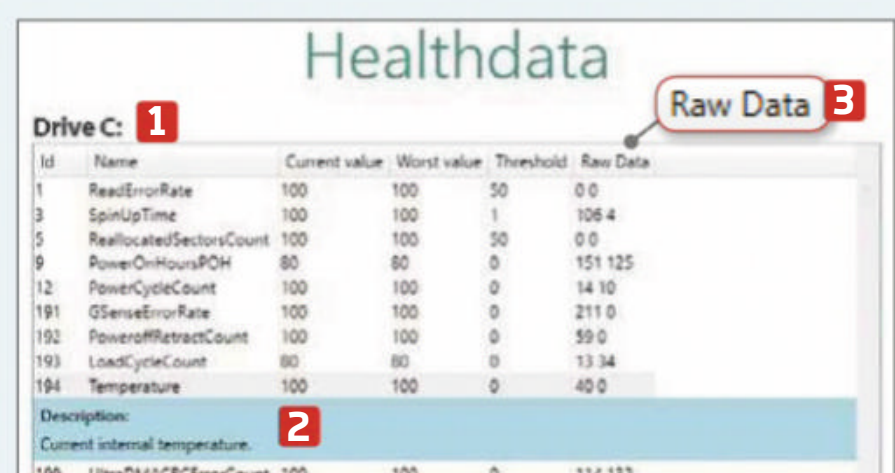 Healthdata
Raw Data 3
Drive C: 1
Id Name Current value Worst value Threshold Raw Data
1 ReadErrorRate 100 100 50 0 0
3 SpinUpTime 100 100 1 106 4
5 ReallocatedSectorsCount 100 100 50 0 0
9 PowerOnHoursPOH 80 80 0 151 125
12 PowerCycleCount 100 100 0 14 10
191 GSenseErrorRate 100 100 0 211 0
192 PoweroffRetractCount 100 100 0 59 0
193 LoadCycleCount 80 80 0 13 34
194 Temperature 100 100 0 40 0
Description:
2
Current internal temperature.